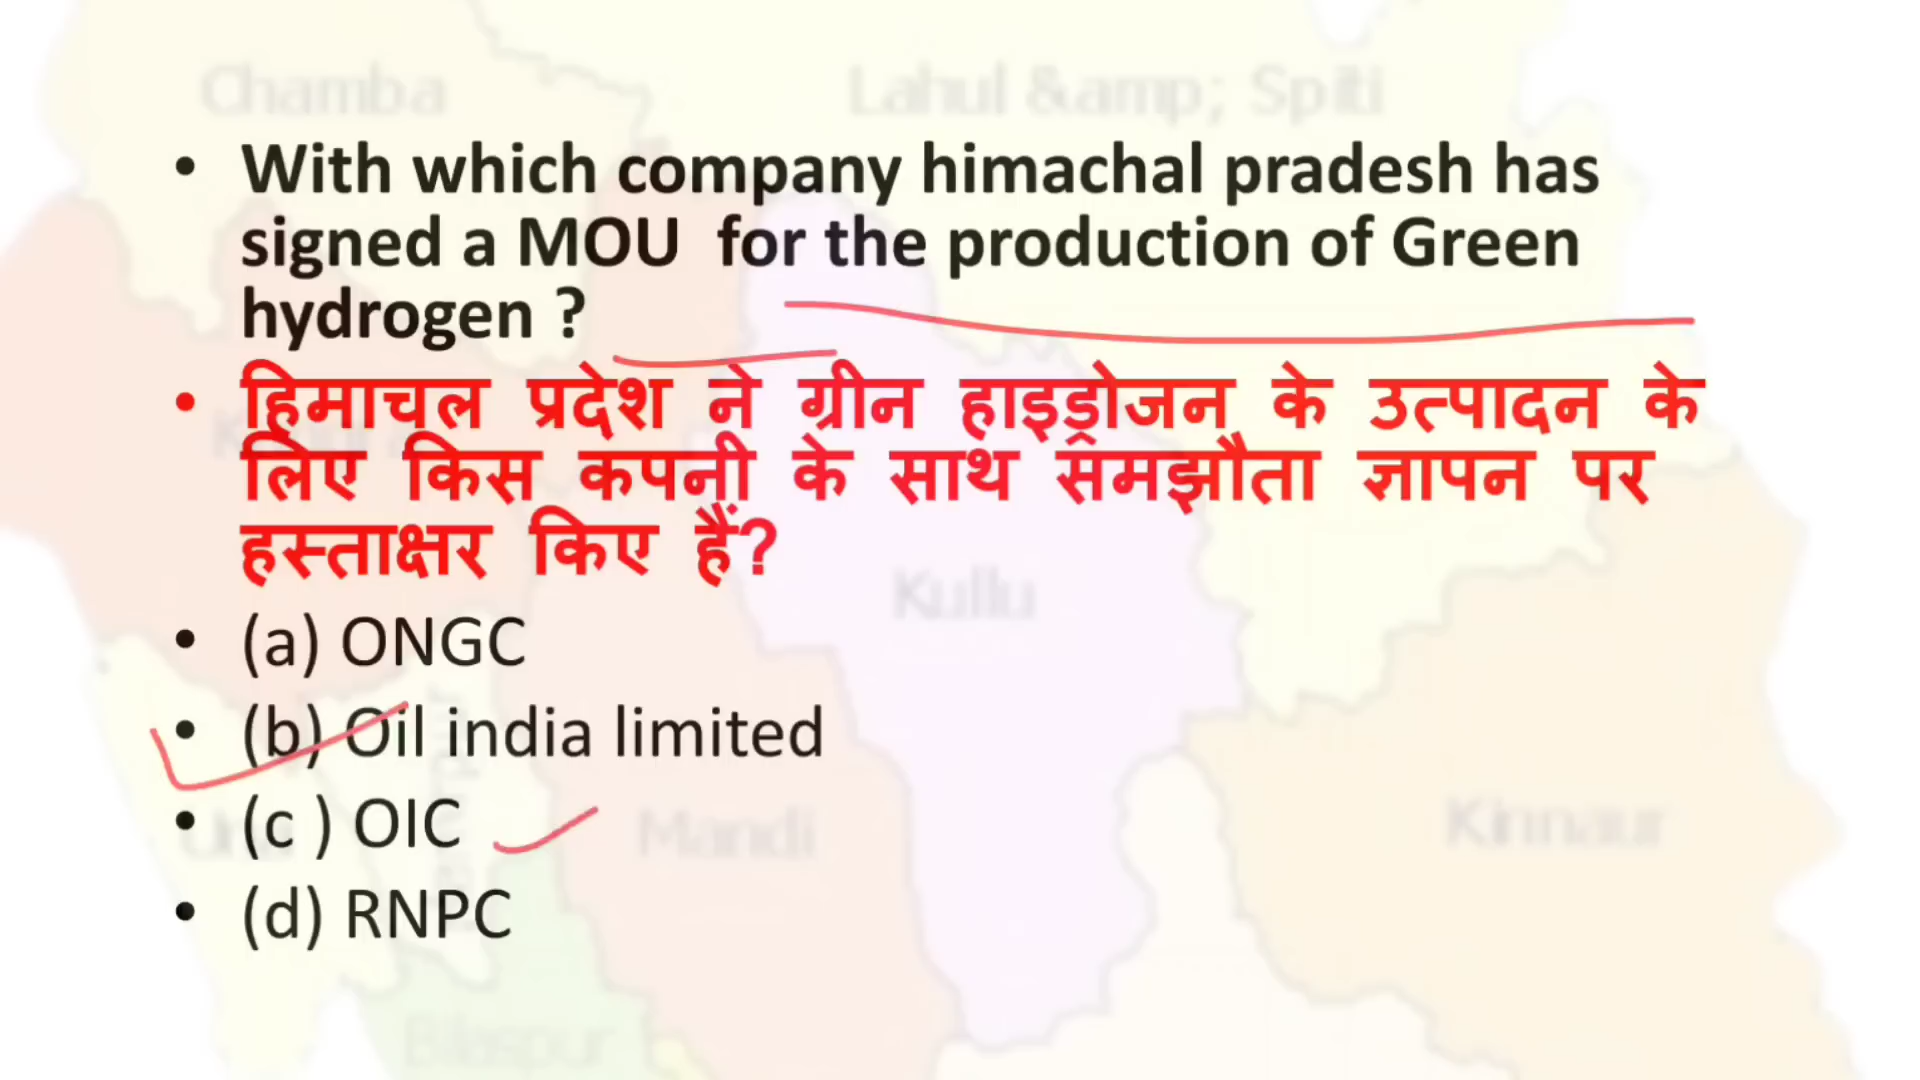 Chamba
Lahul &amp; Spiti
• With which company himachal pradesh has
signed a MOU for the production of Green
hydrogen ?
• हिमाचल प्रदेश ने ग्रीन हाइड्रोजन के उत्पादन के
लिए किस कपनी के साथ समझौता ज्ञापन पर
हस्ताक्षर किए हैं?
Kullu
• (a) ONGC
• (b) Oil india limited
• (c ) OIC
Mandi
Kinnaur
• (d) RNPC
Bilaspur